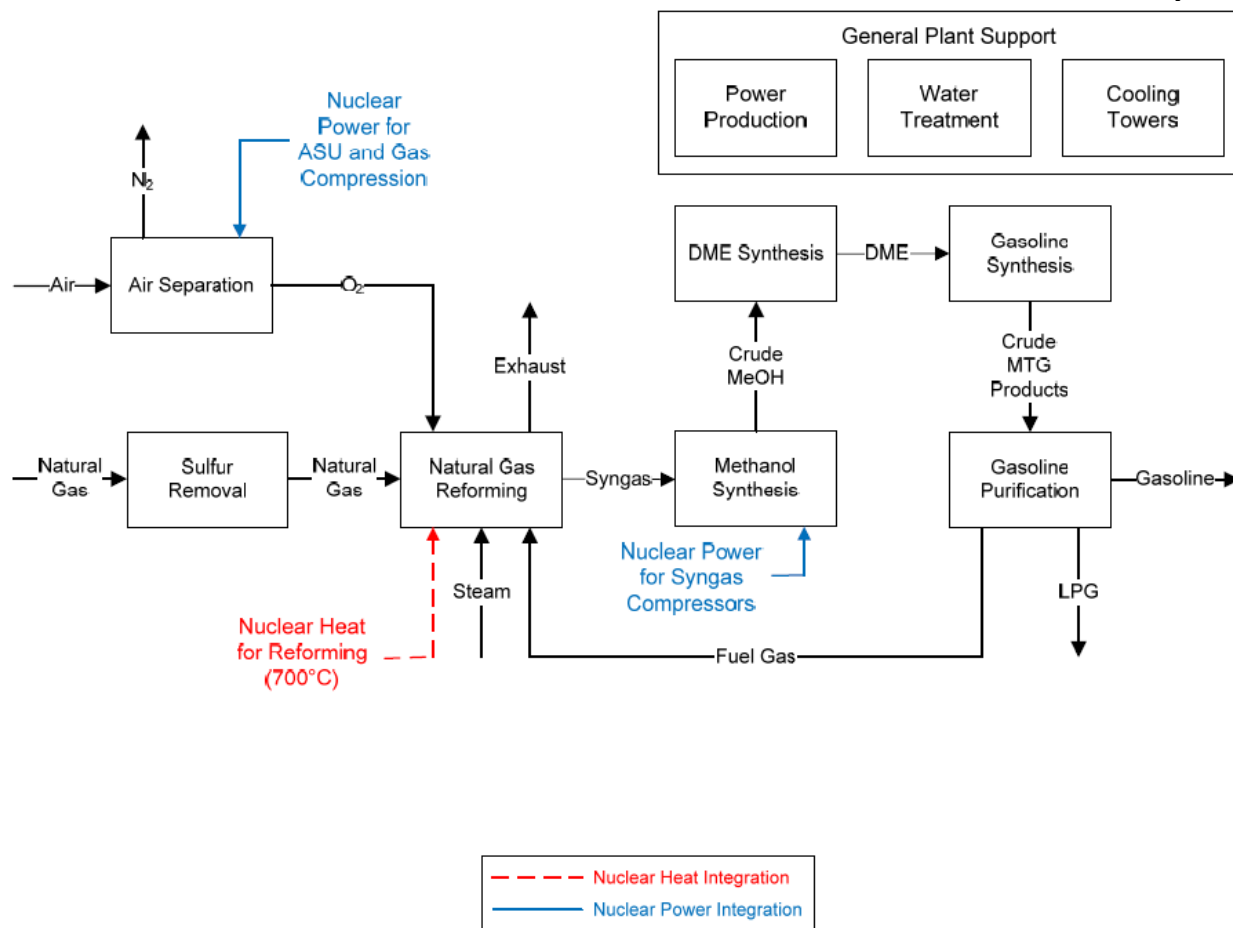 General Plant Support
Power
Production
Water
Treatment
Cooling
Towers
Nuclear
Power for
ASU and Gas
Compression
N₂
Air
Air Separation
O₂
DME Synthesis
DME
Gasoline
Synthesis
Exhaust
Crude
MeOH
Crude
MTG
Products
Natural
Gas
Sulfur
Removal
Natural
Gas
Natural Gas
Reforming
Syngas
Methanol
Synthesis
Gasoline
Purification
Gasoline
Nuclear Power
for Syngas
Compressors
Steam
LPG
Nuclear Heat
for Reforming
(700°C)
Fuel Gas
Nuclear Heat Integration
Nuclear Power Integration